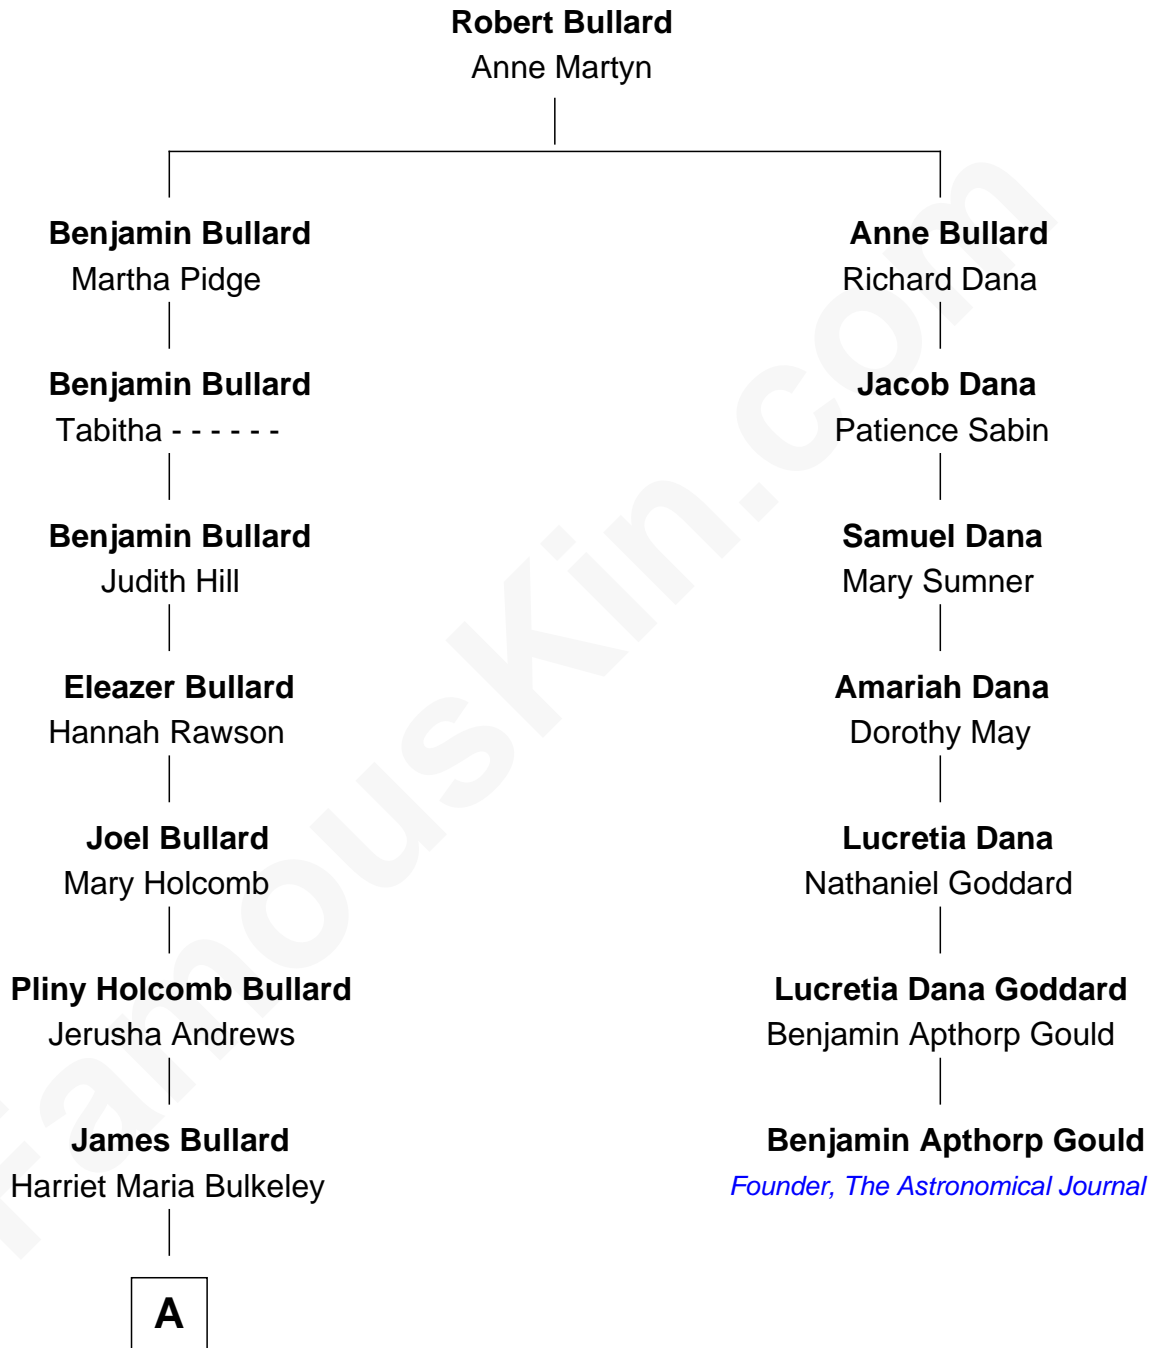 Robert Bullard
Anne Martyn
Benjamin Bullard
Martha Pidge
Anne Bullard
Richard Dana
Benjamin Bullard
Tabitha - - - - - -
Jacob Dana
Patience Sabin
Benjamin Bullard
Judith Hill
Samuel Dana
Mary Sumner
Eleazer Bullard
Hannah Rawson
Amariah Dana
Dorothy May
Joel Bullard
Mary Holcomb
Lucretia Dana
Nathaniel Goddard
Pliny Holcomb Bullard
Jerusha Andrews
Lucretia Dana Goddard
Benjamin Apthorp Gould
James Bullard
Harriet Maria Bulkeley
Benjamin Apthorp Gould
Founder, The Astronomical Journal
A
FamousKin.com